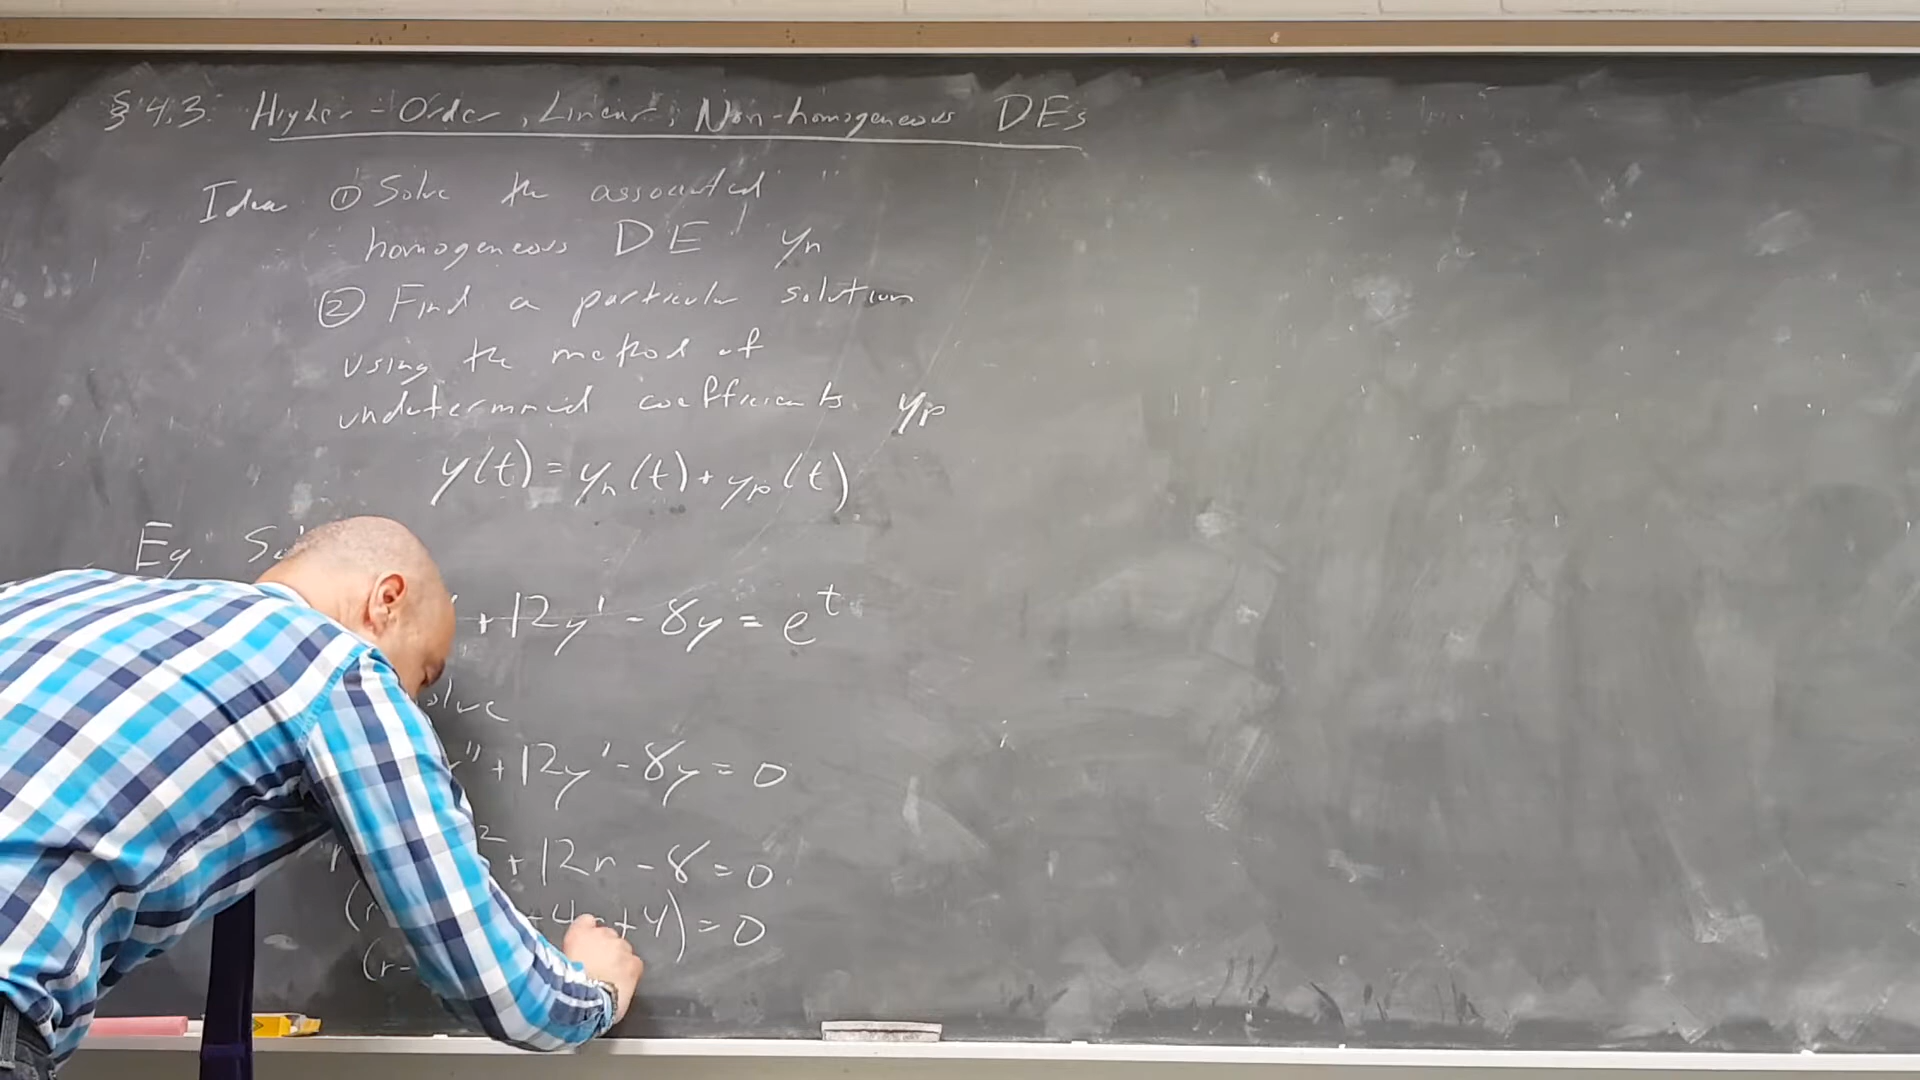 § 4.3. Higher-Order, Linear, Non-homogeneous DEs
Idea ① Solve the associated
homogeneous DE yh
② Find a particular solution
using the method of
undetermined coefficients yp
y(t) = yh(t) + yp(t)
Eg.
+12y' - 8y = e^t
y'' + 12y' - 8y = 0
² + 12r - 8 = 0
+ 4) = 0
(r-